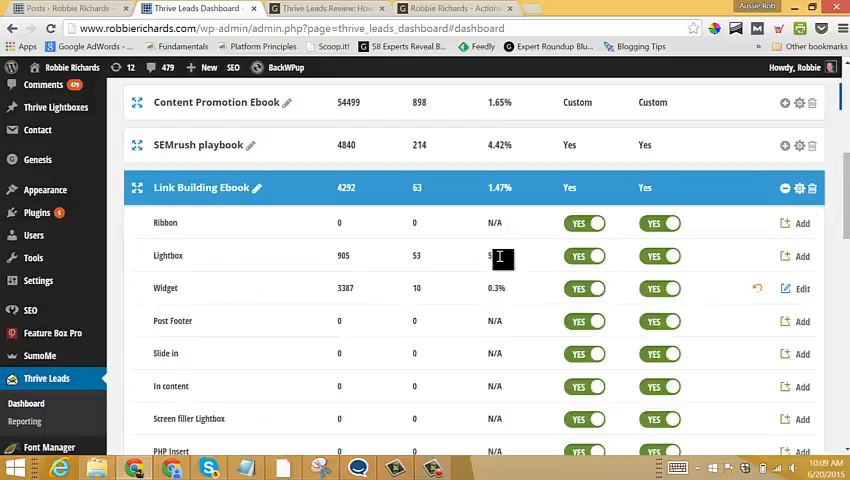 Posts - Robbie Richards
Thrive Leads Dashboard
Thrive Leads Review: How
Robbie Richards - Action
Aussie Rob
www.robbierichards.com/wp-admin/admin.php?page=thrive_leads_dashboard#dashboard
Apps
Google AdWords
Fundamentals
Platform Principles
Scoop.it!
58 Experts Reveal B...
Feedly
Expert Roundup Blu...
Blogging Tips
Robbie Richards
12
479
New
SEO
BackWPup
Howdy, Robbie
Comments 479
Thrive Lightboxes
Contact
Genesis
Appearance
Plugins 5
Users
Tools
Settings
SEO
Feature Box Pro
SumoMe
Thrive Leads
Dashboard
Reporting
Font Manager
Content Promotion Ebook 54499 898 1.65% Custom Custom
SEMrush playbook 4840 214 4.42% Yes Yes
Link Building Ebook 4292 63 1.47% Yes Yes
Ribbon 0 0 N/A YES YES Add
Lightbox 905 53 5 YES YES Add
Widget 3387 10 0.3% YES YES Edit
Post Footer 0 0 N/A YES YES Add
Slide in 0 0 N/A YES YES Add
In content 0 0 N/A YES YES Add
Screen filler Lightbox 0 0 N/A YES YES Add
PHP Insert 0 0 N/A YES YES Add
10:09 AM
6/20/2015